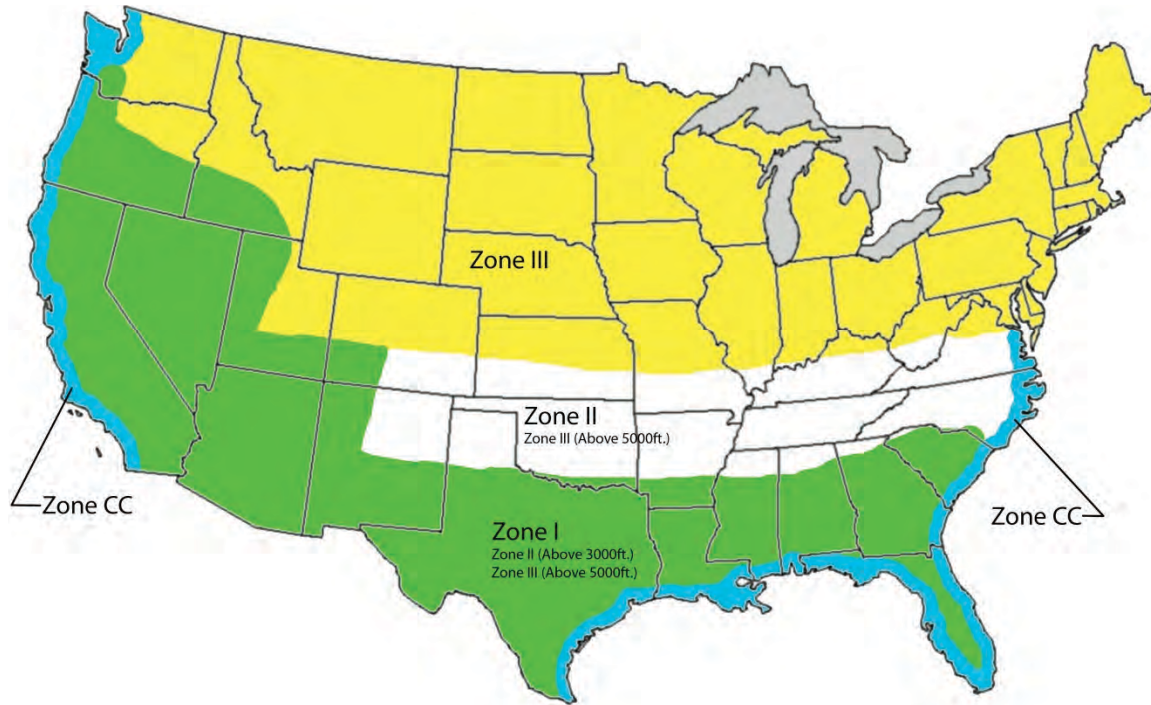 Zone III
Zone II
Zone III (Above 5000ft.)
Zone CC
Zone CC
Zone I
Zone II (Above 3000ft.)
Zone III (Above 5000ft.)